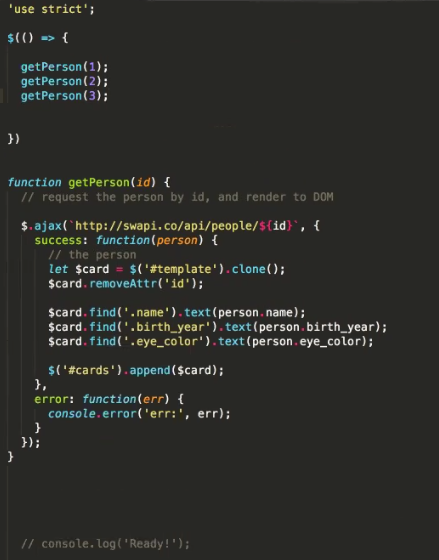 'use strict';
$(() => {
getPerson(1);
getPerson(2);
getPerson(3);
})
function getPerson(id) {
// request the person by id, and render to DOM
$.ajax(`http://swapi.co/api/people/${id}`, {
success: function(person) {
// the person
let $card = $('#template').clone();
$card.removeAttr('id');
$card.find('.name').text(person.name);
$card.find('.birth_year').text(person.birth_year);
$card.find('.eye_color').text(person.eye_color);
$('#cards').append($card);
},
error: function(err) {
console.error('err:', err);
}
});
}
// console.log('Ready!');